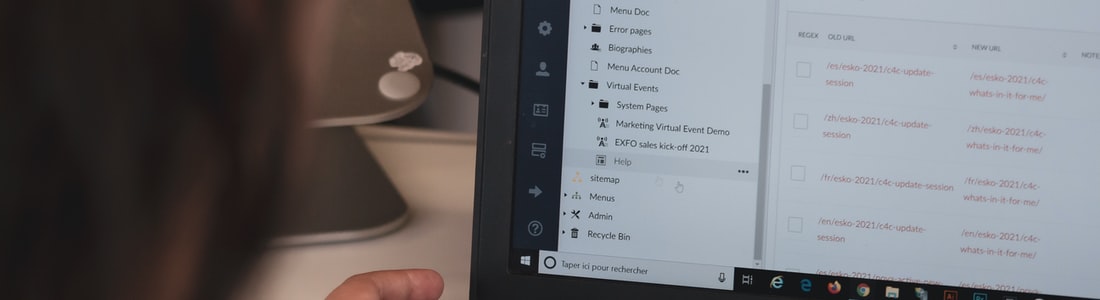 Menu Doc
Error pages
Biographies
Menu Account Doc
Virtual Events
System Pages
Marketing Virtual Event Demo
EXFO sales kick-off 2021
Help
sitemap
Menus
Admin
Recycle Bin
Taper ici pour rechercher
REGEX OLD URL NEW URL
/es/esko-2021/c4c-update-
session
/es/esko-2021/c4c-
whats-in-it-for-me/
/zh/esko-2021/c4c-update-
session
/zh/esko-2021/c4c-
whats-in-it-for-me/
/fr/esko-2021/c4c-update-session
/fr/esko-2021/c4c-
whats-in-it-for-me/
/en/esko-2021/c4c-update-
session
/en/esko-2021/c4c-
whats-in-it-for-me/